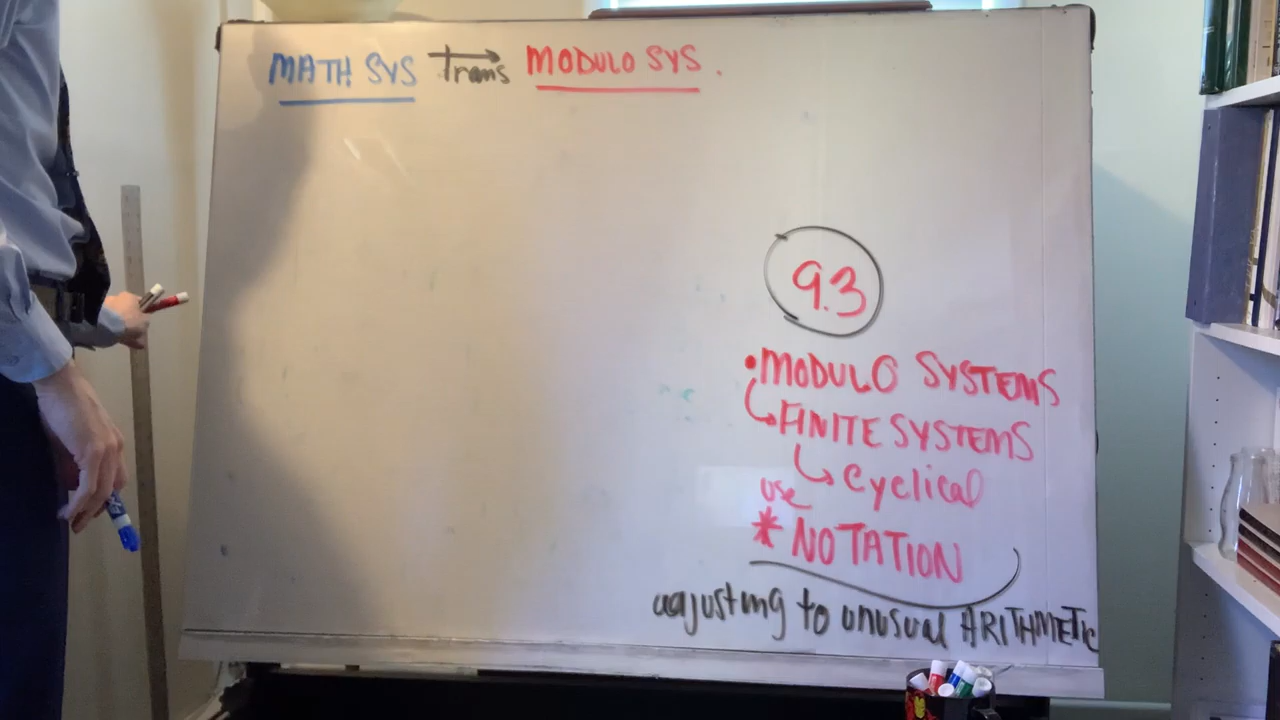 MATH SYS trans MODULO SYS.
9.3
• MODULO SYSTEMS
FINITE SYSTEMS
cyclical
use
* NOTATION
adjusting to unusual ARITHMETIC